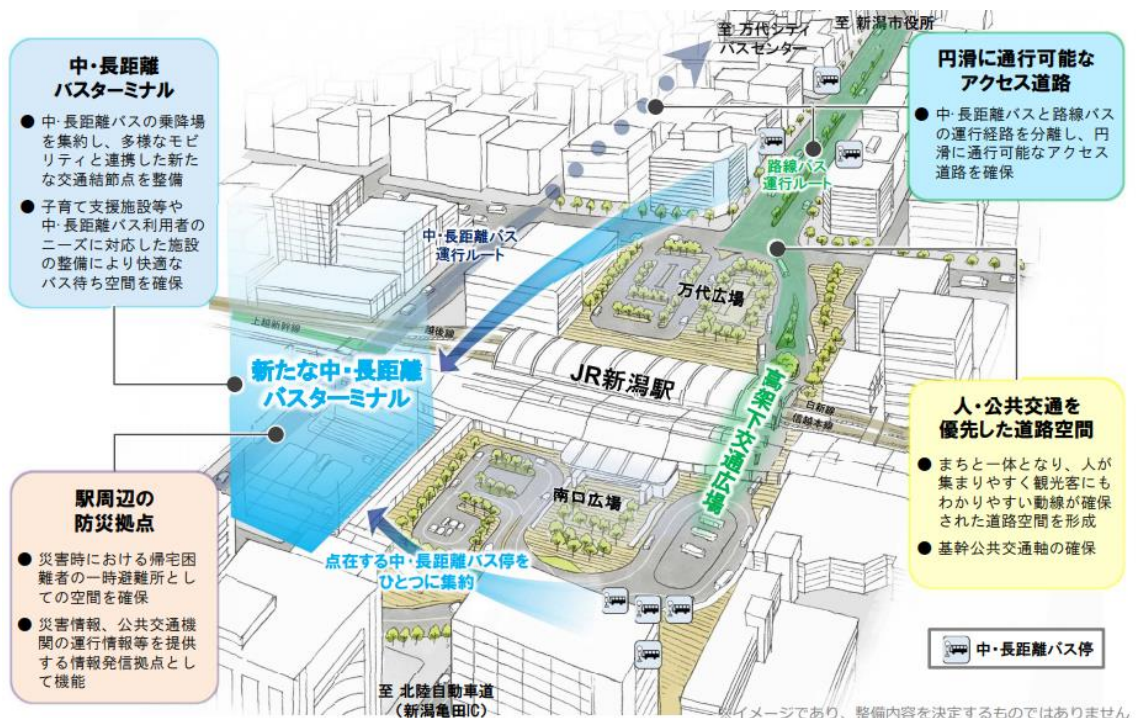 至 万代シティ
バスセンター
至 新潟市役所
中・長距離
バスターミナル
● 中・長距離バスの乗降場
を集約し、多様なモビ
リティと連携した新た
な交通結節点を整備
● 子育て支援施設等や
中・長距離バス利用者の
ニーズに対応した施設
の整備により快適な
バス待ち空間を確保
円滑に通行可能な
アクセス道路
● 中・長距離バスと路線バス
の運行経路を分離し、円
滑に通行可能なアクセス
道路を確保
路線バス
運行ルート
中・長距離バス
運行ルート
万代広場
上越新幹線
越後線
新たな中・長距離
バスターミナル
JR新潟駅
高架下交通広場
白新線
信越本線
人・公共交通を
優先した道路空間
● まちと一体となり、人が
集まりやすく観光客にも
わかりやすい動線が確保
された道路空間を形成
● 基幹公共交通軸の確保
駅周辺の
防災拠点
● 災害時における帰宅困
難者の一時避難所とし
ての空間を確保
● 災害情報、公共交通機
関の運行情報等を提供
する情報発信拠点とし
て機能
南口広場
点在する中・長距離バス停を
ひとつに集約
中・長距離バス停
至 北陸自動車道
(新潟亀田IC)
※イメージであり、整備内容を決定するものではありません